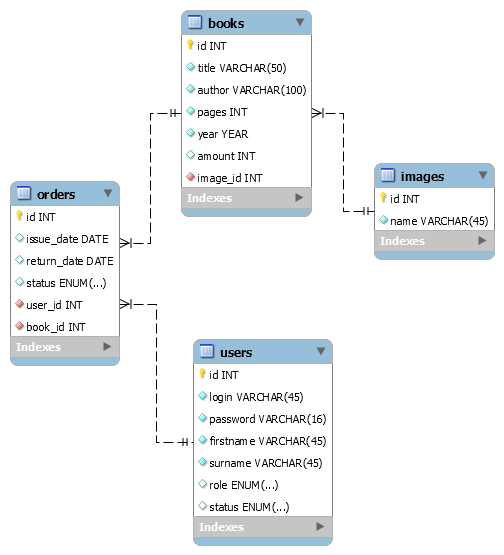 books
id INT
title VARCHAR(50)
author VARCHAR(100)
pages INT
year YEAR
amount INT
image_id INT
Indexes
images
id INT
name VARCHAR(45)
Indexes
orders
id INT
issue_date DATE
return_date DATE
status ENUM(...)
user_id INT
book_id INT
Indexes
users
id INT
login VARCHAR(45)
password VARCHAR(16)
firstname VARCHAR(45)
surname VARCHAR(45)
role ENUM(...)
status ENUM(...)
Indexes